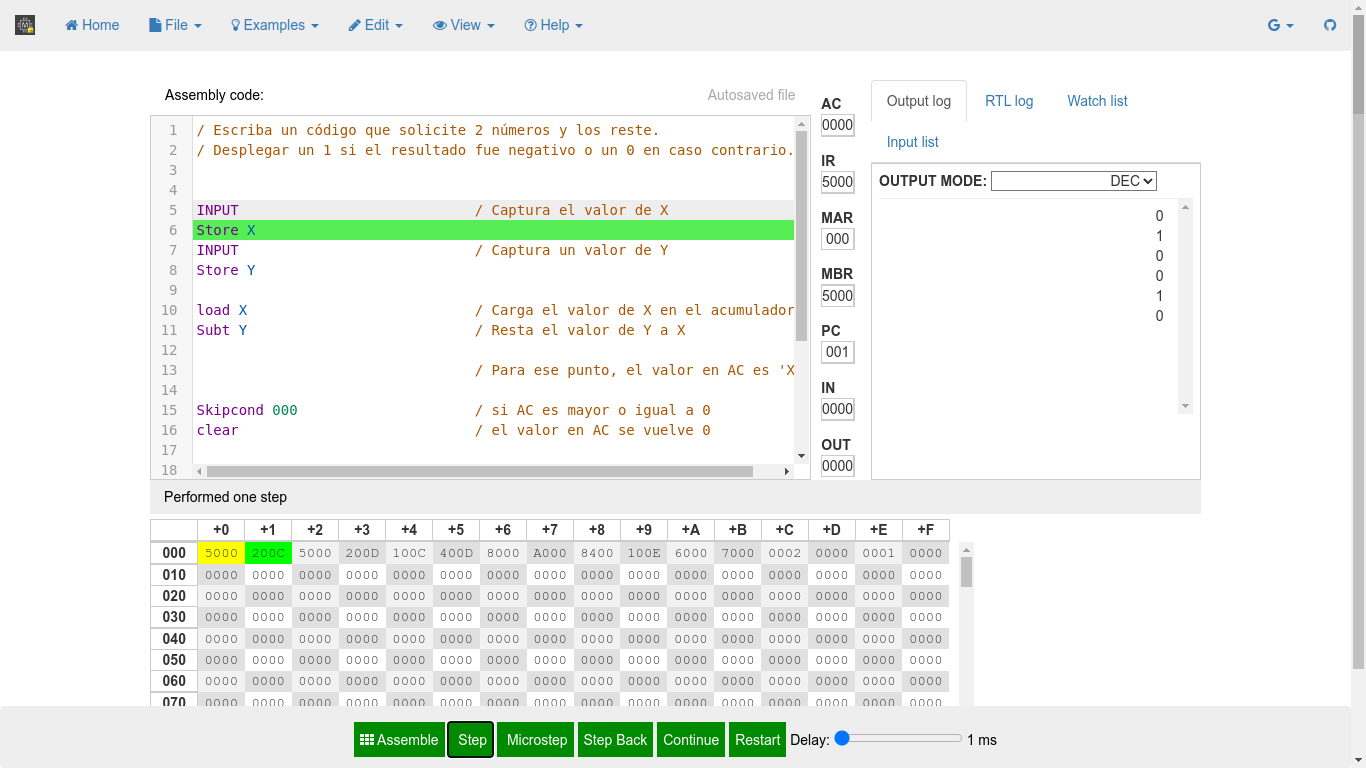 Home File Examples Edit View Help G
Assembly code: Autosaved file
1 / Escriba un código que solicite 2 números y los reste.
2 / Desplegar un 1 si el resultado fue negativo o un 0 en caso contrario.
3
4
5 INPUT / Captura el valor de X
6 Store X
7 INPUT / Captura un valor de Y
8 Store Y
9
10 load X / Carga el valor de X en el acumulador
11 Subt Y / Resta el valor de Y a X
12
13 / Para ese punto, el valor en AC es 'X
14
15 Skipcond 000 / si AC es mayor o igual a 0
16 clear / el valor en AC se vuelve 0
17
18
AC
0000
IR
5000
MAR
000
MBR
5000
PC
001
IN
0000
OUT
0000
Output log RTL log Watch list
Input list
OUTPUT MODE: DEC
0
1
0
0
1
0
Performed one step
+0 +1 +2 +3 +4 +5 +6 +7 +8 +9 +A +B +C +D +E +F
000 5000 200C 5000 200D 100C 400D 8000 A000 8400 100E 6000 7000 0002 0000 0001 0000
010 0000 0000 0000 0000 0000 0000 0000 0000 0000 0000 0000 0000 0000 0000 0000 0000
020 0000 0000 0000 0000 0000 0000 0000 0000 0000 0000 0000 0000 0000 0000 0000 0000
030 0000 0000 0000 0000 0000 0000 0000 0000 0000 0000 0000 0000 0000 0000 0000 0000
040 0000 0000 0000 0000 0000 0000 0000 0000 0000 0000 0000 0000 0000 0000 0000 0000
050 0000 0000 0000 0000 0000 0000 0000 0000 0000 0000 0000 0000 0000 0000 0000 0000
060 0000 0000 0000 0000 0000 0000 0000 0000 0000 0000 0000 0000 0000 0000 0000 0000
070 0000 0000 0000 0000 0000 0000 0000 0000 0000 0000 0000 0000 0000 0000 0000 0000
Assemble Step Microstep Step Back Continue Restart Delay: 1 ms